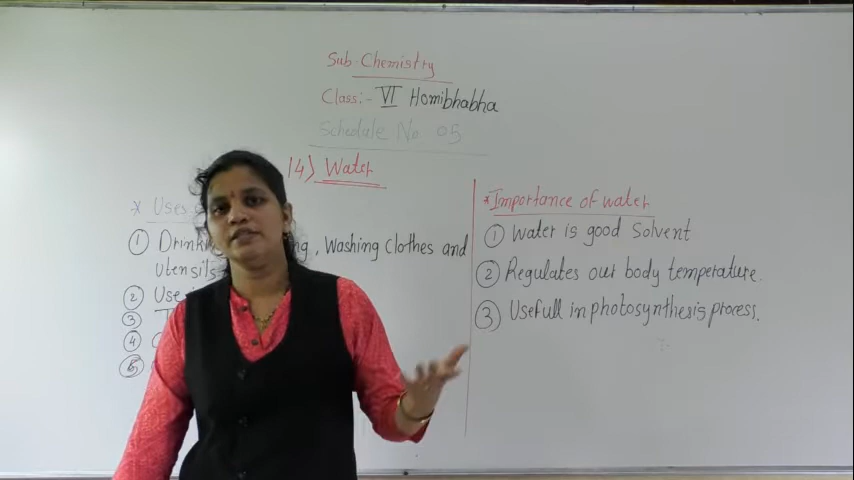 Sub Chemistry
Class:- VI Homibhabha
Schedule No 05
14) Water
* Uses
① Drink , Washing Clothes and
utensils
② Use
③
④
⑤
* Importance of water
① Water is good Solvent
② Regulates our body temperature.
③ Usefull in photosynthesis process.